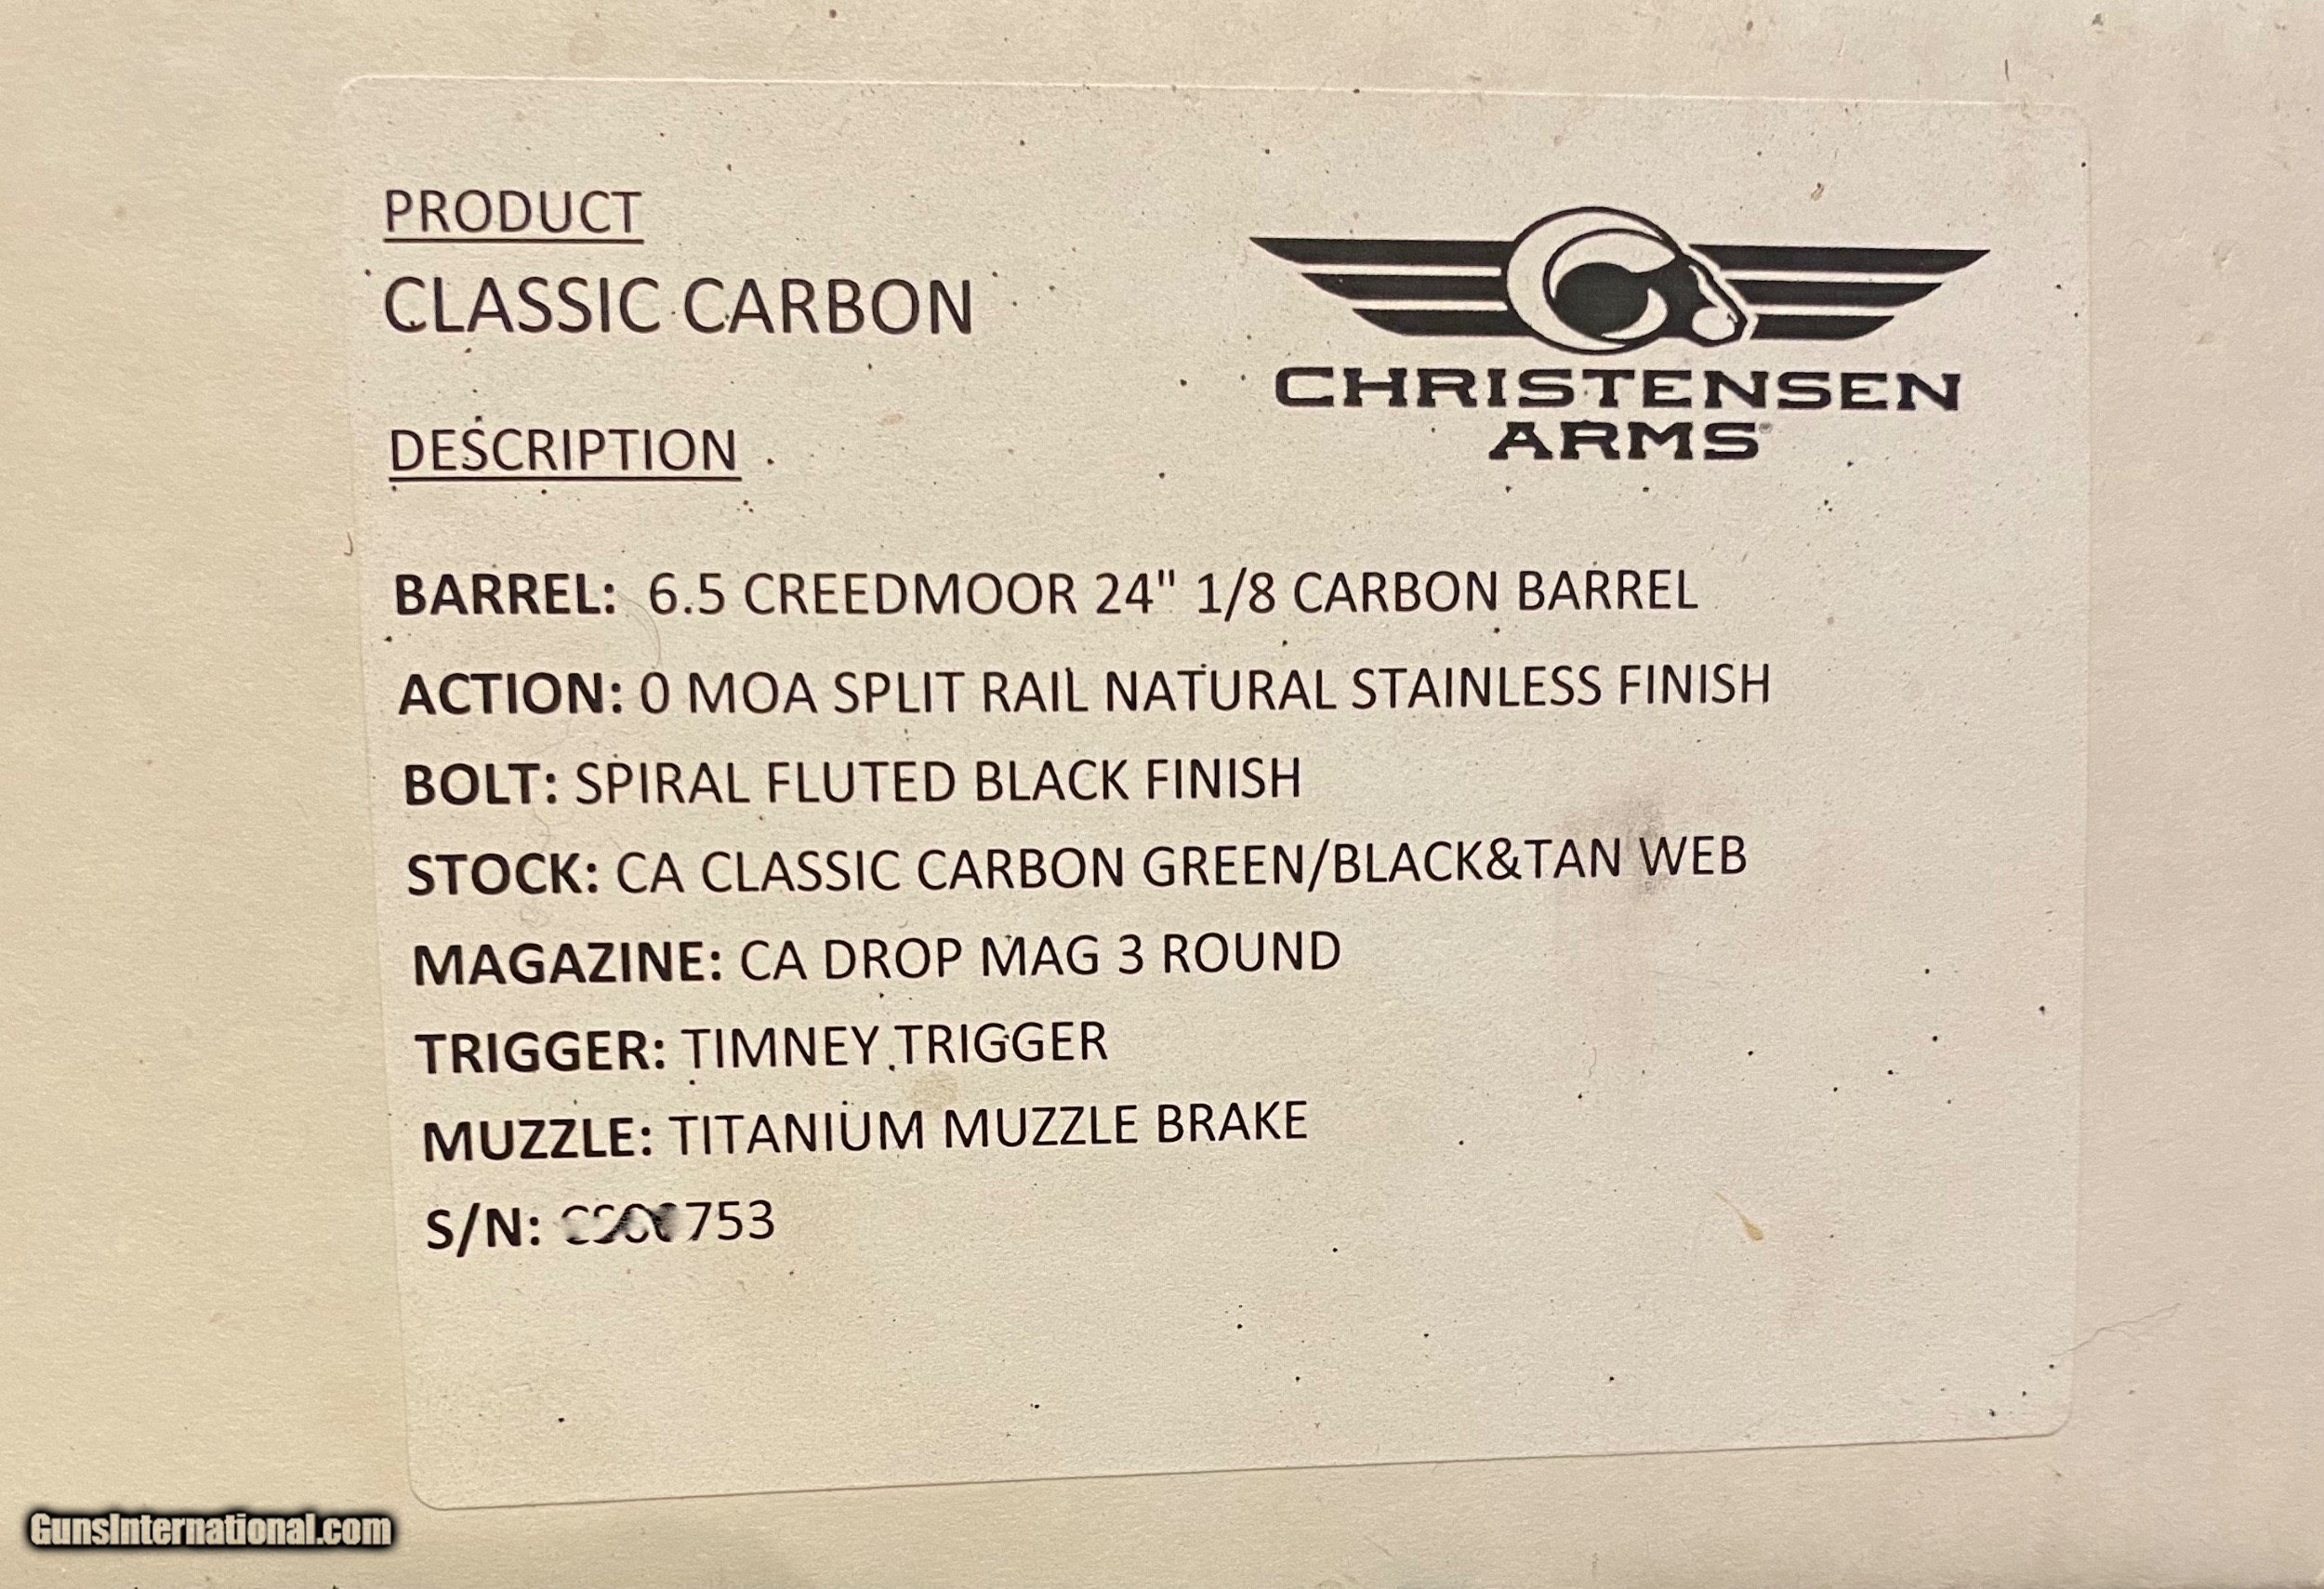 PRODUCT
CLASSIC CARBON
CHRISTENSEN
ARMS®
DESCRIPTION
BARREL: 6.5 CREEDMOOR 24" 1/8 CARBON BARREL
ACTION: 0 MOA SPLIT RAIL NATURAL STAINLESS FINISH
BOLT: SPIRAL FLUTED BLACK FINISH
STOCK: CA CLASSIC CARBON GREEN/BLACK&TAN WEB
MAGAZINE: CA DROP MAG 3 ROUND
TRIGGER: TIMNEY TRIGGER
MUZZLE: TITANIUM MUZZLE BRAKE
S/N: 753
GunsInternational.com